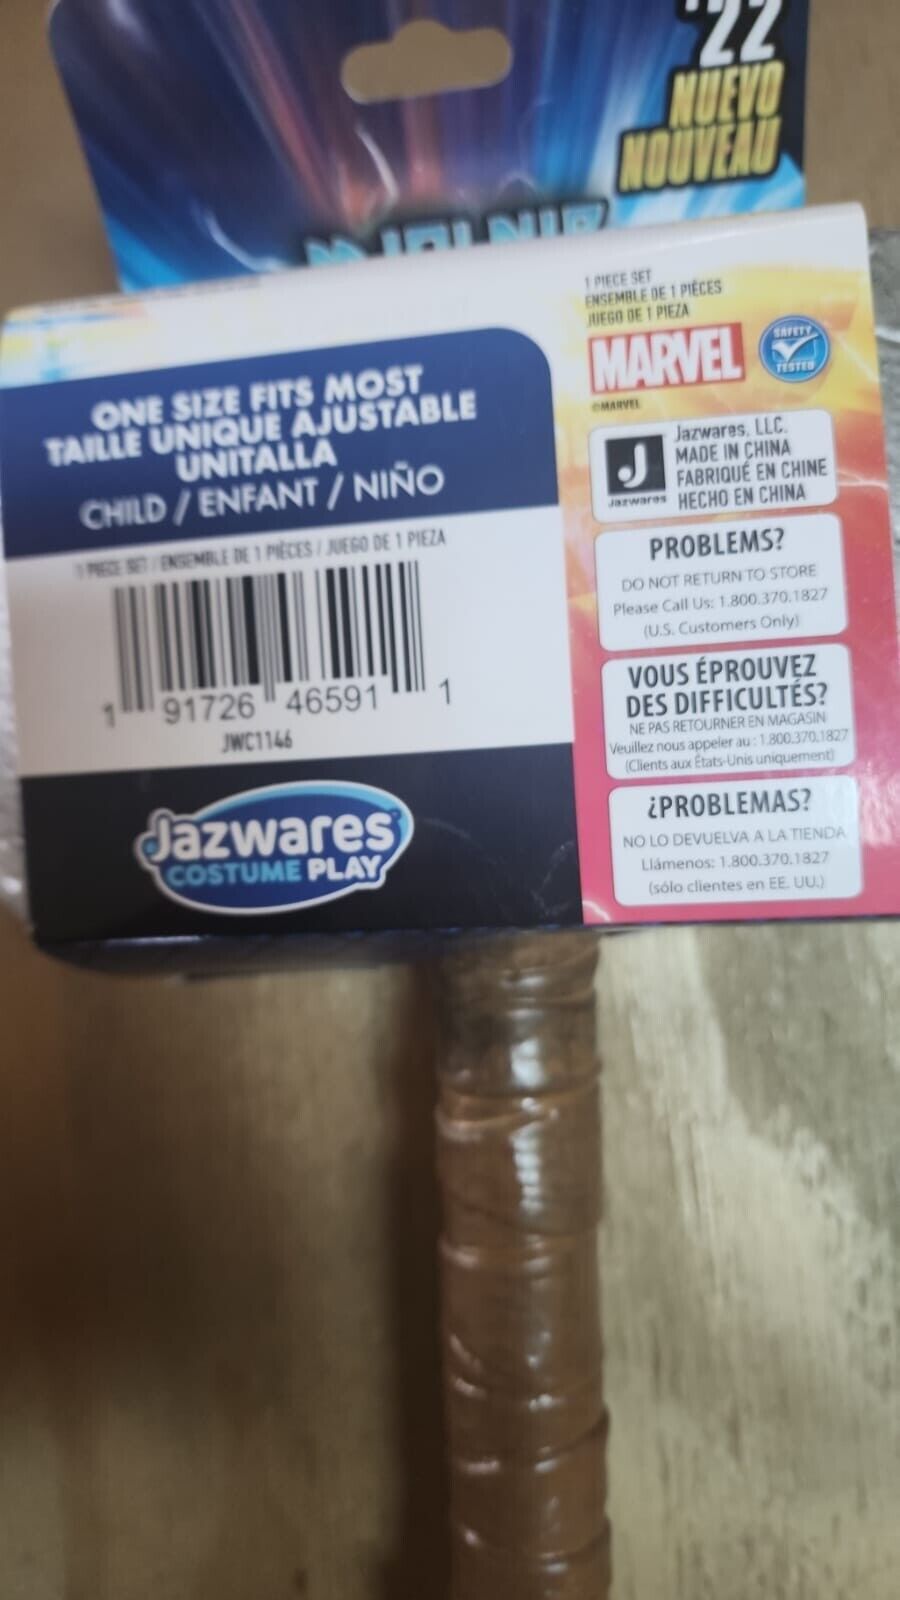 '22
NUEVO
NOUVEAU
MJOLNIR
ONE SIZE FITS MOST
TAILLE UNIQUE AJUSTABLE
UNITALLA
CHILD / ENFANT / NIÑO
1 PIECE SET / ENSEMBLE DE 1 PIÈCES / JUEGO DE 1 PIEZA
1 91726 46591 1
JWC1146
Jazwares
COSTUME PLAY
1 PIECE SET
ENSEMBLE DE 1 PIÈCES
JUEGO DE 1 PIEZA
MARVEL
SAFETY
TESTED
©MARVEL
J
Jazwares
Jazwares, LLC.
MADE IN CHINA
FABRIQUÉ EN CHINE
HECHO EN CHINA
PROBLEMS?
DO NOT RETURN TO STORE
Please Call Us: 1.800.370.1827
(U.S. Customers Only)
VOUS ÉPROUVEZ
DES DIFFICULTÉS?
NE PAS RETOURNER EN MAGASIN
Veuillez nous appeler au : 1.800.370.1827
(Clients aux États-Unis uniquement)
¿PROBLEMAS?
NO LO DEVUELVA A LA TIENDA
Llámenos: 1.800.370.1827
(sólo clientes en EE. UU.)